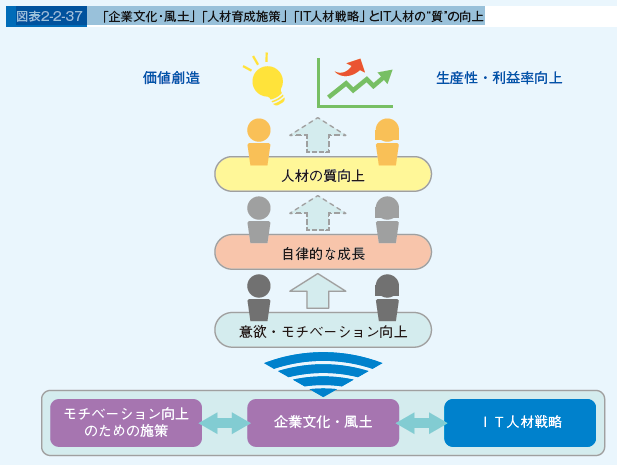 図表2-2-37 「企業文化・風土」「人材育成施策」「IT人材戦略」とIT人材の“質”の向上
価値創造
生産性・利益率向上
人材の質向上
自律的な成長
意欲・モチベーション向上
モチベーション向上
のための施策
企業文化・風土
IT人材戦略